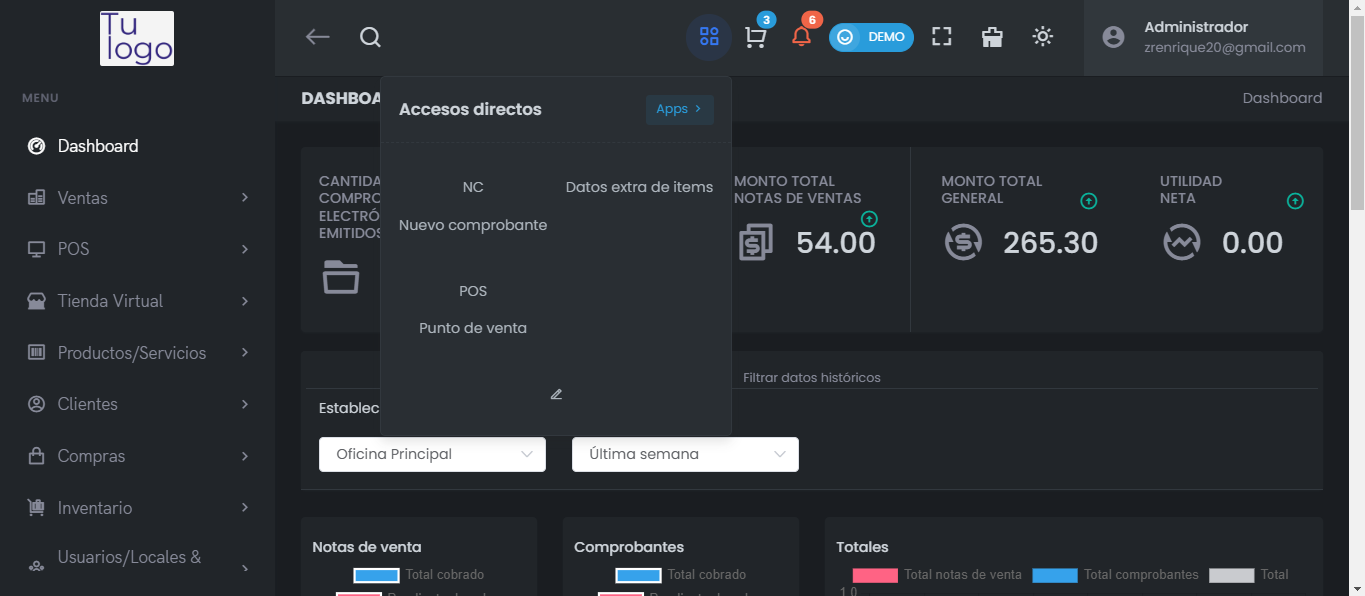 Tu
logo
3
6
DEMO
Administrador
zrenrique20@gmail.com
MENU
Dashboard
Ventas
POS
Tienda Virtual
Productos/Servicios
Clientes
Compras
Inventario
Usuarios/Locales &
DASHBOA
Dashboard
Accesos directos
Apps
NC
Datos extra de items
Nuevo comprobante
POS
Punto de venta
CANTIDA
COMPRO
ELECTRÓ
EMITIDOS
MONTO TOTAL
NOTAS DE VENTAS
54.00
MONTO TOTAL
GENERAL
265.30
UTILIDAD
NETA
0.00
Filtrar datos históricos
Establec
Oficina Principal
Última semana
Notas de venta
Total cobrado
Comprobantes
Total cobrado
Totales
Total notas de venta
Total comprobantes
Total
1.0